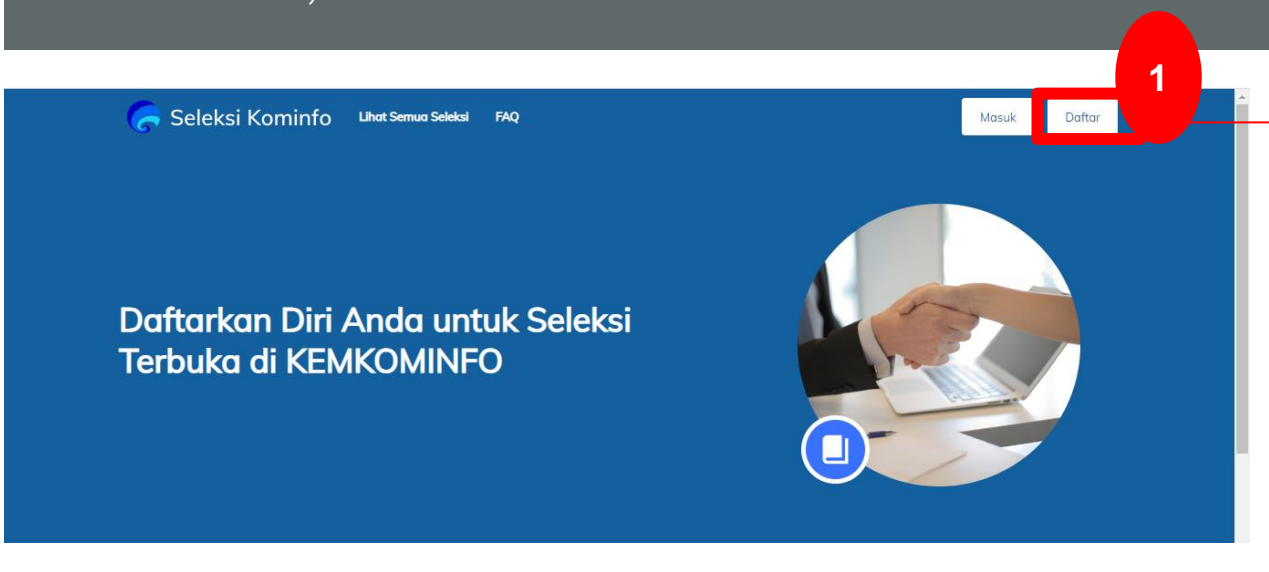 1
Seleksi Kominfo Lihat Semua Seleksi FAQ Masuk Daftar
Daftarkan Diri Anda untuk Seleksi
Terbuka di KEMKOMINFO